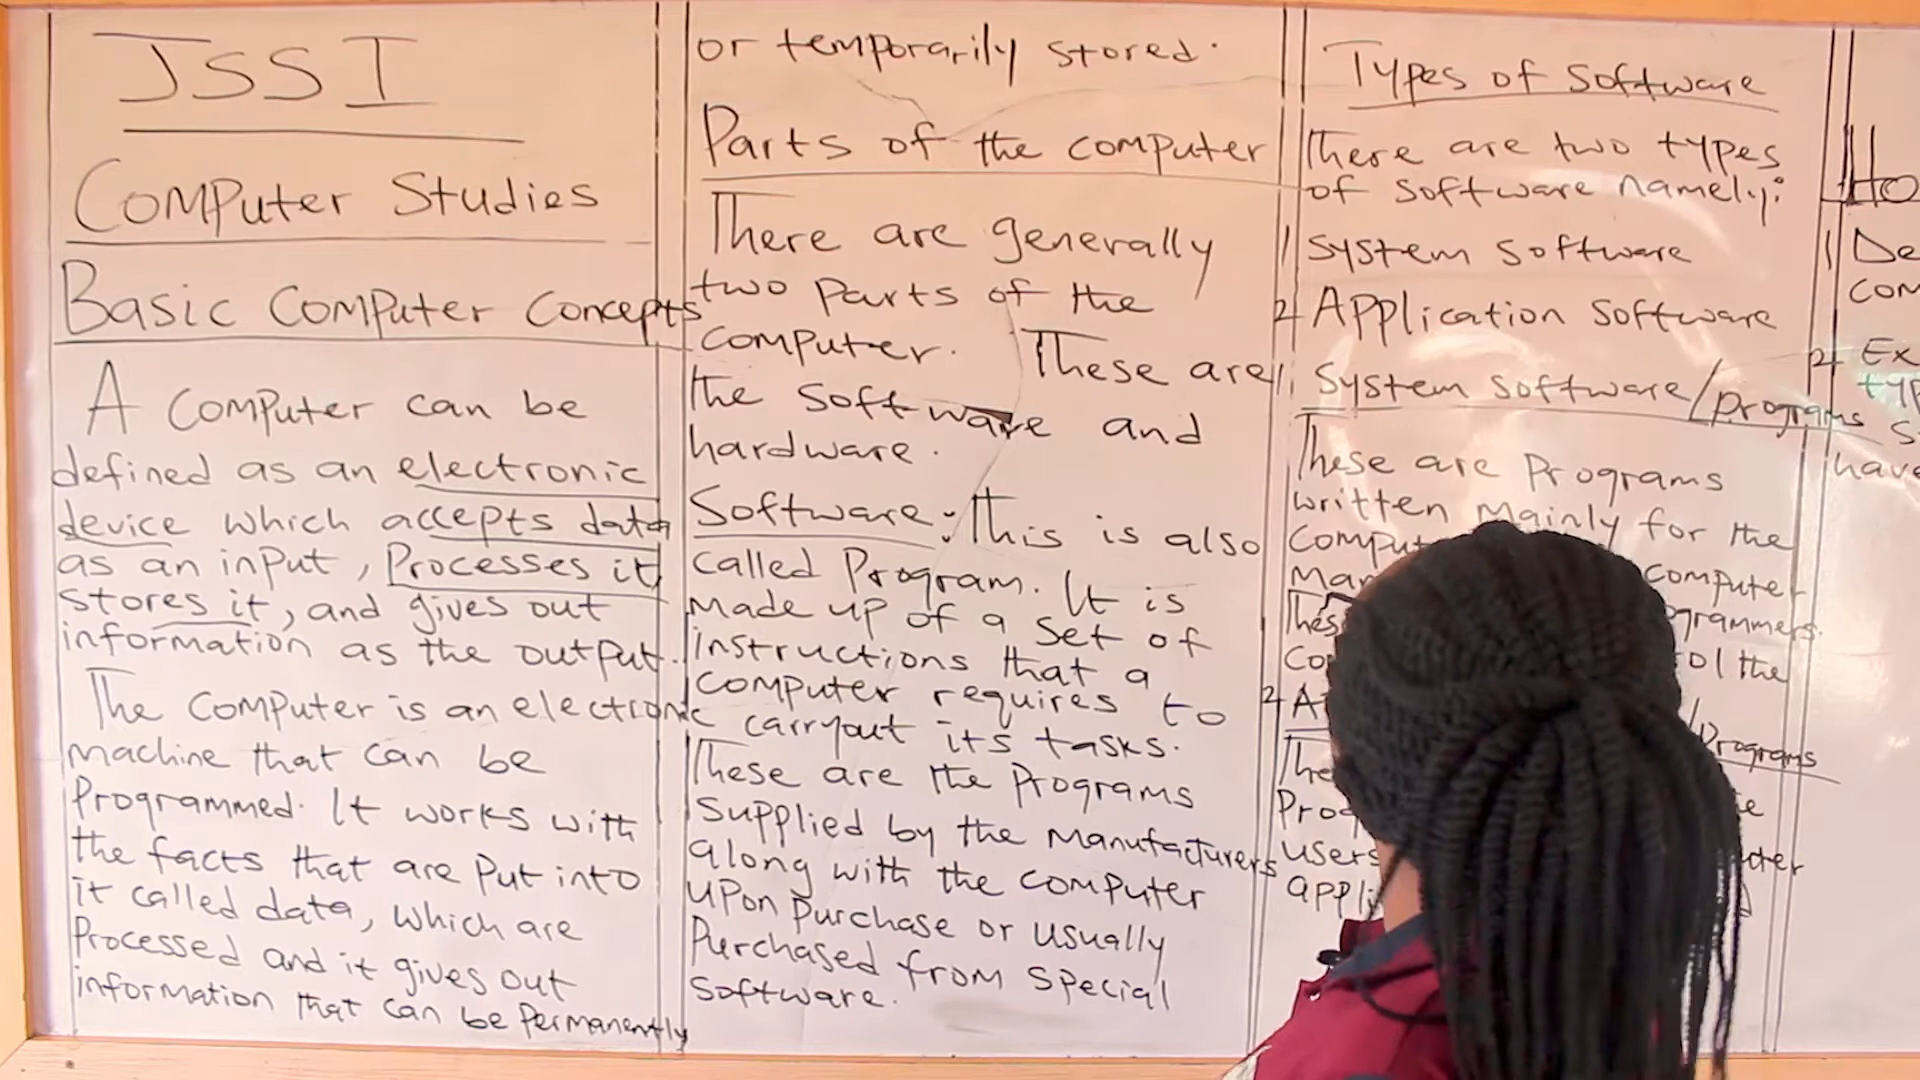 JSS I
Computer Studies
Basic Computer Concepts
A Computer can be
defined as an electronic
device which accepts data
as an input, Processes it,
stores it, and gives out
information as the output.
The Computer is an electronic
machine that can be
Programmed. It works with
the facts that are put into
it called data, which are
Processed and it gives out
information that can be Permanently
or temporarily stored.
Parts of the computer
There are generally
two parts of the
computer. These are
the software and
hardware.
Software: This is also
called Program. It is
made up of a set of
instructions that a
computer requires to
carryout its tasks.
These are the Programs
supplied by the manufacturers
along with the computer
upon purchase or usually
Purchased from special
software.
Types of Software
There are two types
of software namely:
1 System Software
2 Application Software
1. System Software/programs
These are Programs
written mainly for the
Computer
Computer
These
grammers.
the
2
Programs
users